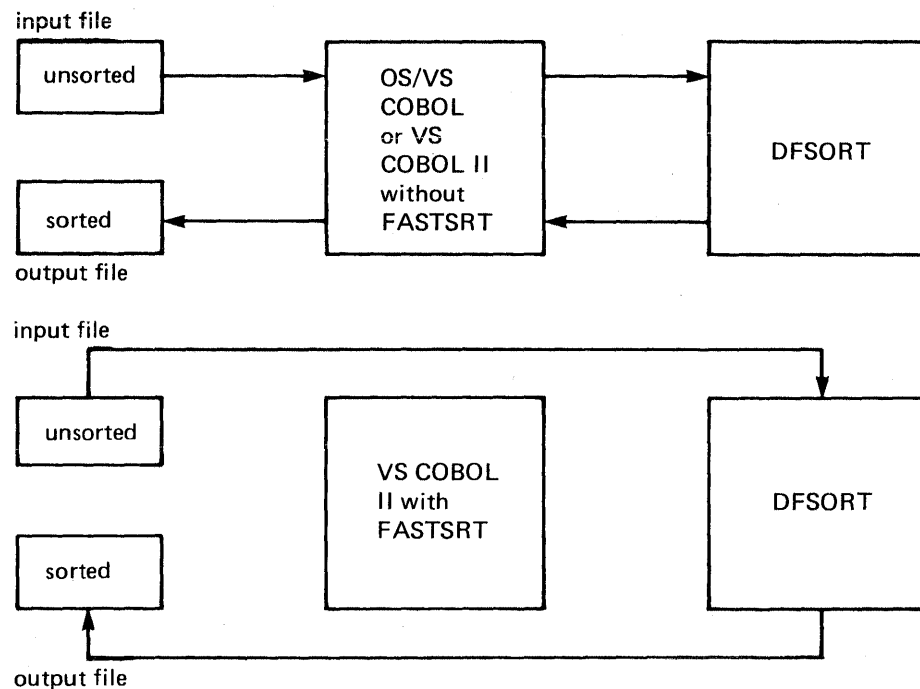 input file
unsorted
OS/VS
COBOL
or VS
COBOL II
without
FASTSRT
DFSORT
sorted
output file
input file
unsorted
VS COBOL
II with
FASTSRT
DFSORT
sorted
output file